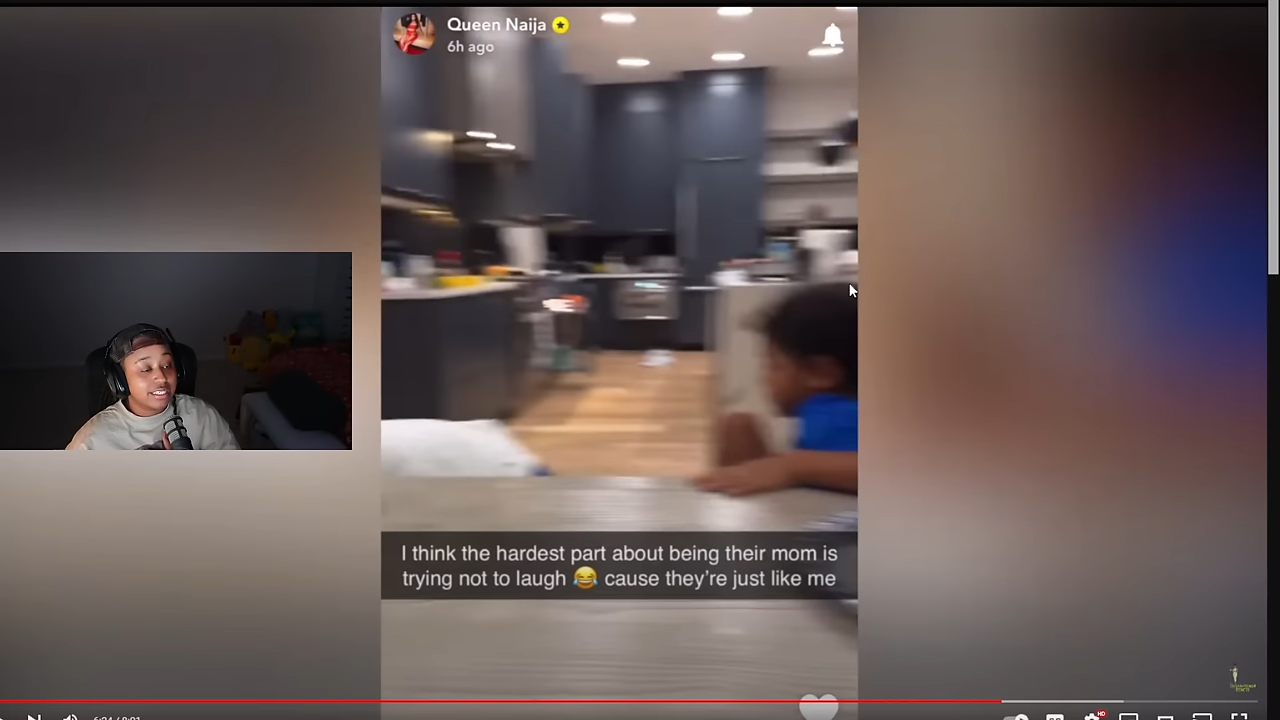 Queen Naija
6h ago
I think the hardest part about being their mom is
trying not to laugh 😂 cause they're just like me
HD